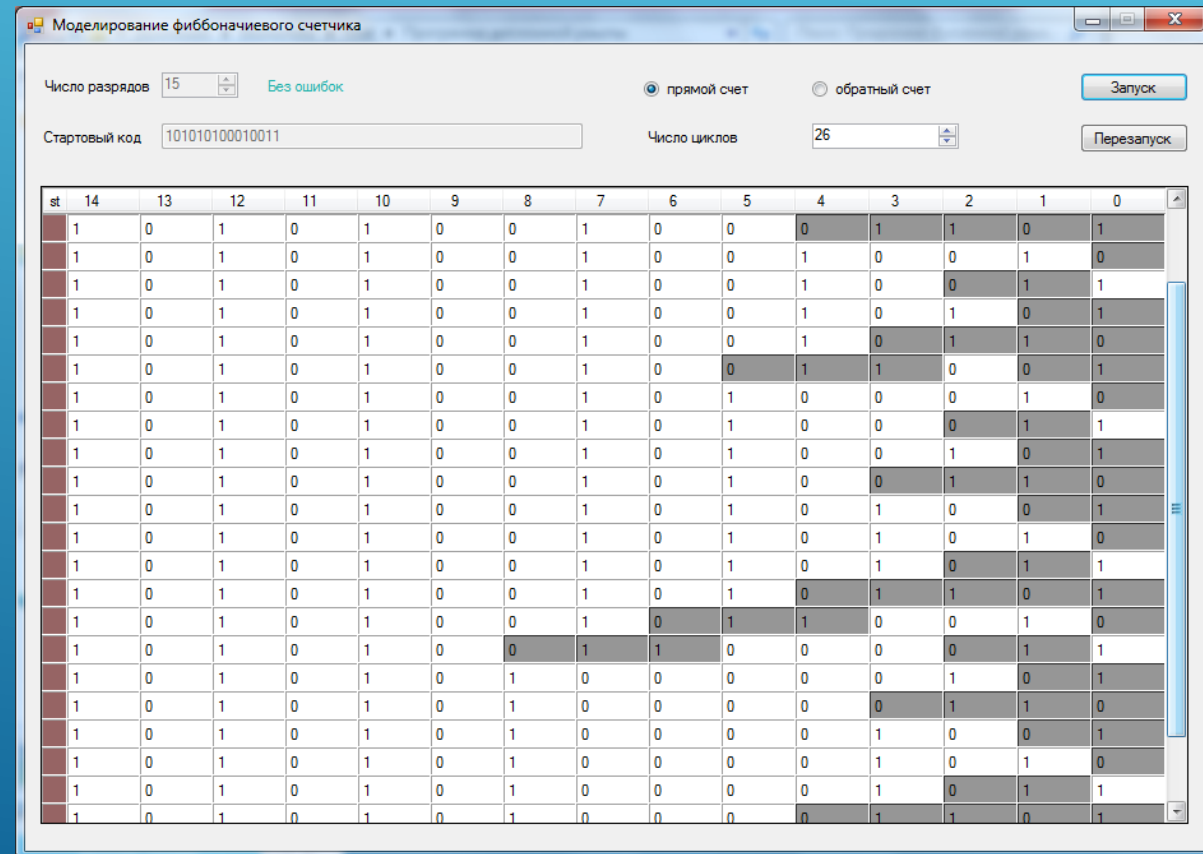 Моделирование фиббоначиевого счетчика
Число разрядов 15 Без ошибок прямой счет обратный счет Запуск
Стартовый код 101010100010011 Число циклов 26 Перезапуск
st 14 13 12 11 10 9 8 7 6 5 4 3 2 1 0
1 0 1 0 1 0 0 1 0 0 0 1 1 0 1
1 0 1 0 1 0 0 1 0 0 1 0 0 1 0
1 0 1 0 1 0 0 1 0 0 1 0 0 1 1
1 0 1 0 1 0 0 1 0 0 1 0 1 0 1
1 0 1 0 1 0 0 1 0 0 1 0 1 1 0
1 0 1 0 1 0 0 1 0 0 1 1 0 0 1
1 0 1 0 1 0 0 1 0 1 0 0 0 1 0
1 0 1 0 1 0 0 1 0 1 0 0 0 1 1
1 0 1 0 1 0 0 1 0 1 0 0 1 0 1
1 0 1 0 1 0 0 1 0 1 0 0 1 1 0
1 0 1 0 1 0 0 1 0 1 0 1 0 0 1
1 0 1 0 1 0 0 1 0 1 0 1 0 1 0
1 0 1 0 1 0 0 1 0 1 0 1 0 1 1
1 0 1 0 1 0 0 1 0 1 0 1 1 0 1
1 0 1 0 1 0 0 1 0 1 1 0 0 1 0
1 0 1 0 1 0 0 1 1 0 0 0 0 1 1
1 0 1 0 1 0 1 0 0 0 0 0 1 0 1
1 0 1 0 1 0 1 0 0 0 0 0 1 1 0
1 0 1 0 1 0 1 0 0 0 0 1 0 0 1
1 0 1 0 1 0 1 0 0 0 0 1 0 1 0
1 0 1 0 1 0 1 0 0 0 0 1 0 1 1
1 0 1 0 1 0 1 0 0 0 0 1 1 0 1